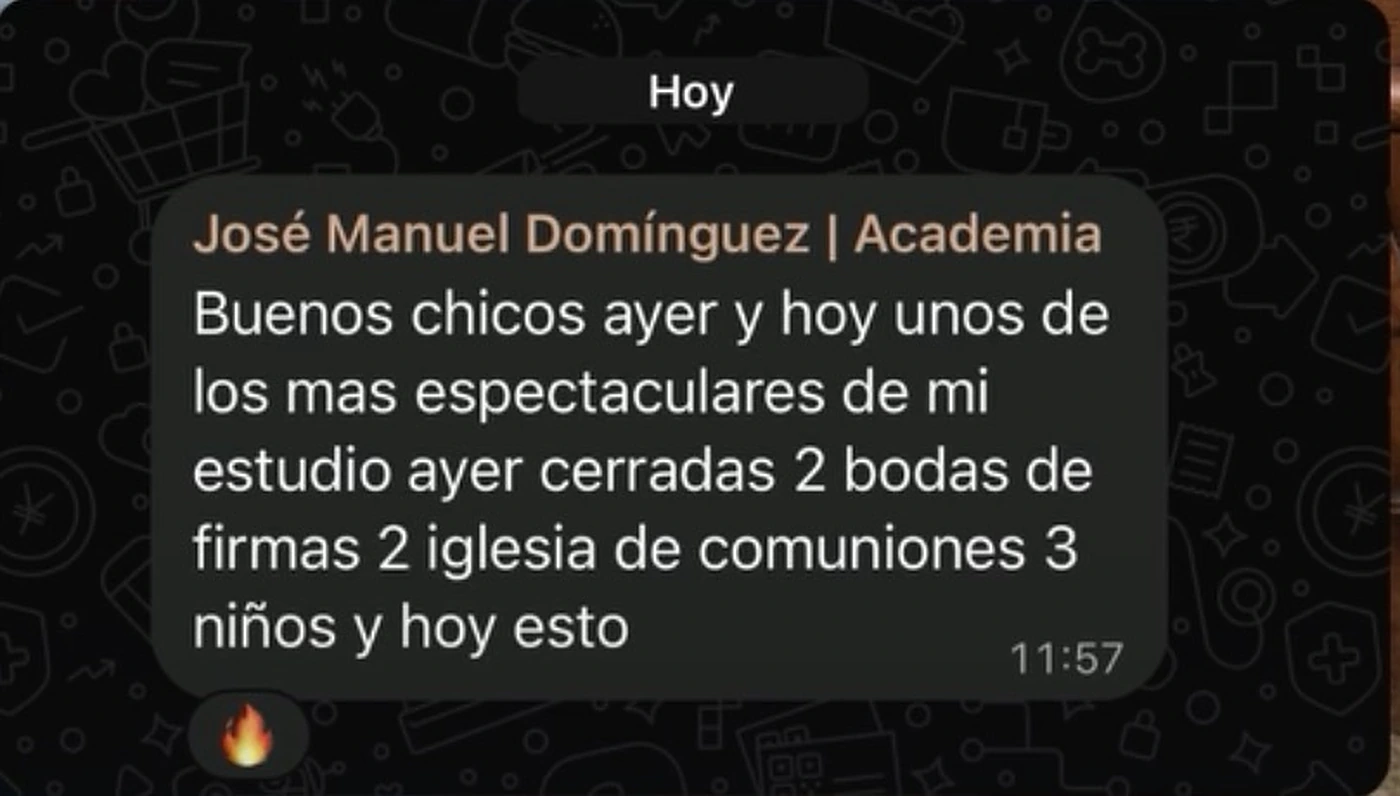 Hoy
José Manuel Domínguez | Academia
Buenos chicos ayer y hoy unos de
los mas espectaculares de mi
estudio ayer cerradas 2 bodas de
firmas 2 iglesia de comuniones 3
niños y hoy esto
11:57